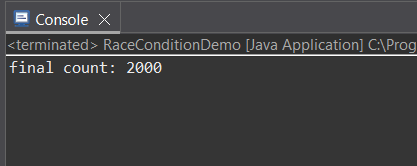 Console
<terminated> RaceConditionDemo [Java Application] C:\Prog
final count: 2000